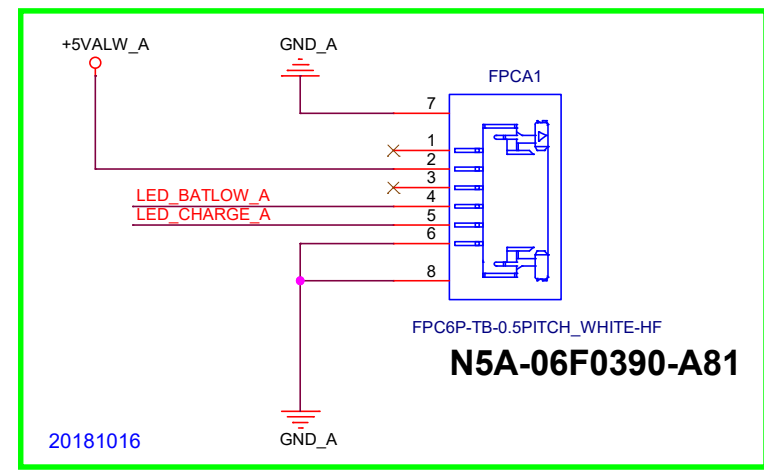 +5VALW_A
GND_A
FPCA1
7
1
2
3
LED_BATLOW_A
4
LED_CHARGE_A
5
6
8
FPC6P-TB-0.5PITCH_WHITE-HF
N5A-06F0390-A81
20181016
GND_A